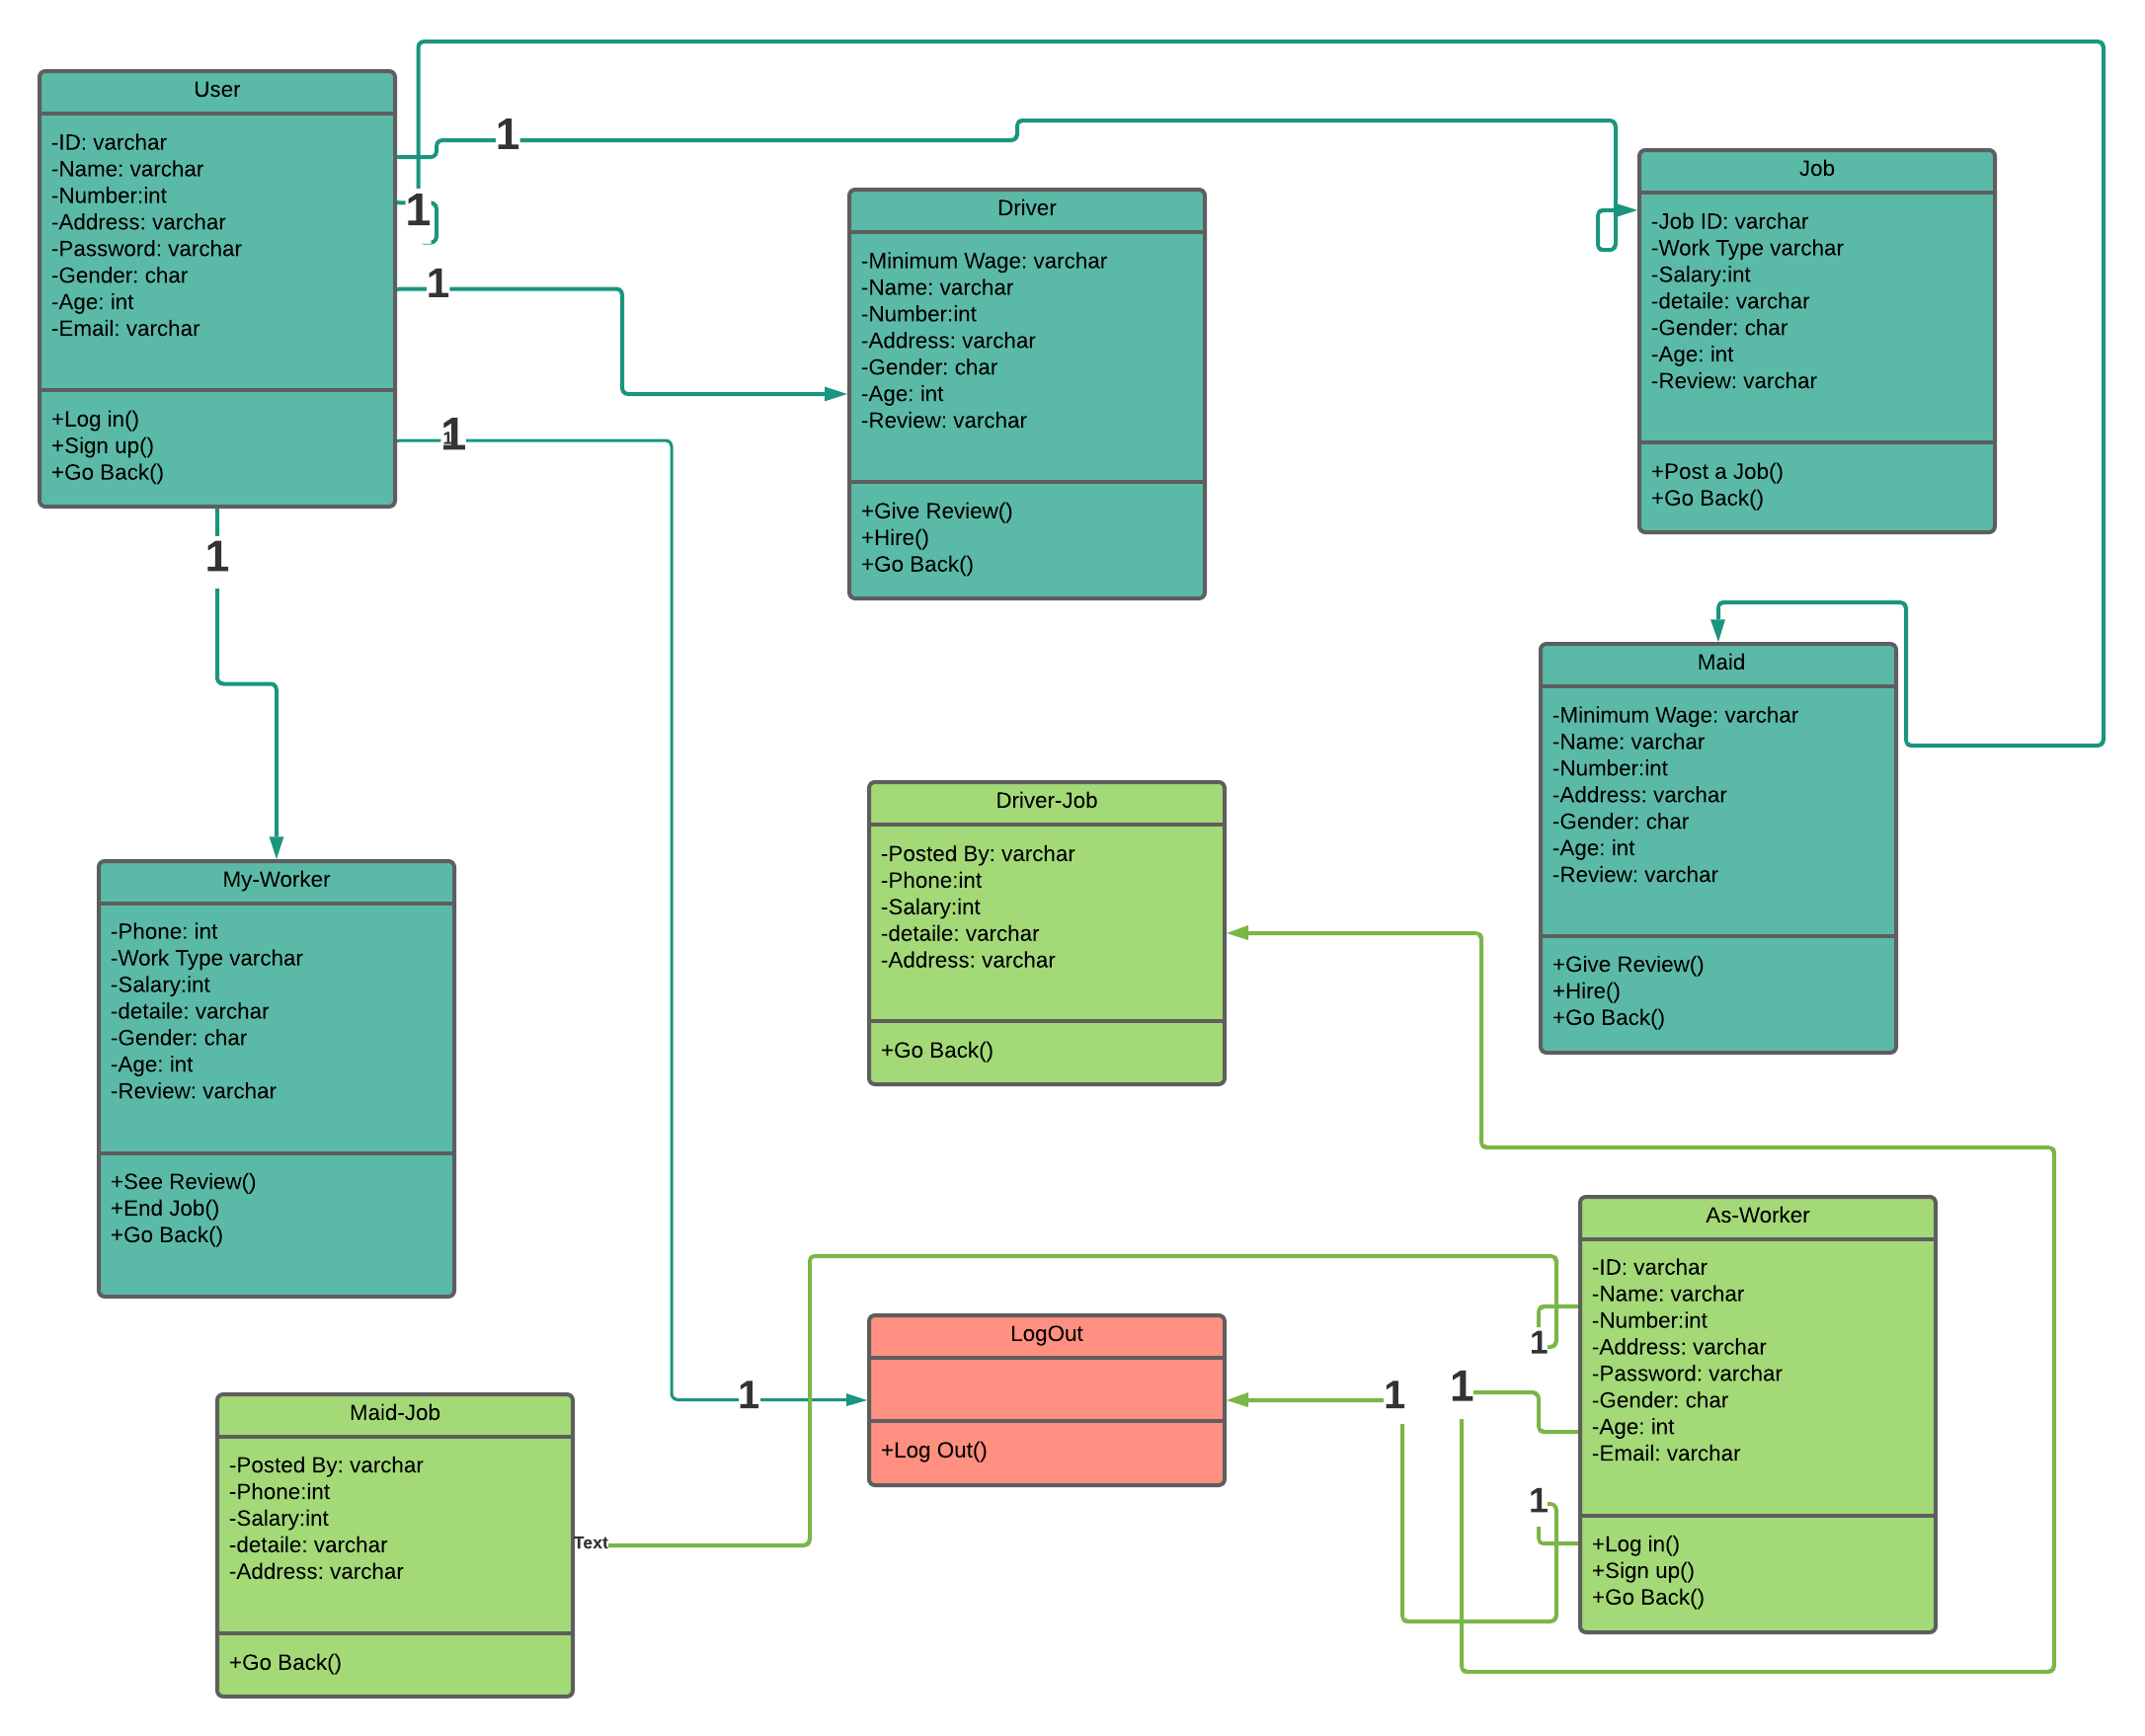 User
-ID: varchar
-Name: varchar
-Number:int
-Address: varchar
-Password: varchar
-Gender: char
-Age: int
-Email: varchar
+Log in()
+Sign up()
+Go Back()
1
1
1
1
1
1
Driver
-Minimum Wage: varchar
-Name: varchar
-Number:int
-Address: varchar
-Gender: char
-Age: int
-Review: varchar
+Give Review()
+Hire()
+Go Back()
Job
-Job ID: varchar
-Work Type varchar
-Salary:int
-detaile: varchar
-Gender: char
-Age: int
-Review: varchar
+Post a Job()
+Go Back()
Maid
-Minimum Wage: varchar
-Name: varchar
-Number:int
-Address: varchar
-Gender: char
-Age: int
-Review: varchar
+Give Review()
+Hire()
+Go Back()
My-Worker
-Phone: int
-Work Type varchar
-Salary:int
-detaile: varchar
-Gender: char
-Age: int
-Review: varchar
+See Review()
+End Job()
+Go Back()
Driver-Job
-Posted By: varchar
-Phone:int
-Salary:int
-detaile: varchar
-Address: varchar
+Go Back()
As-Worker
-ID: varchar
-Name: varchar
-Number:int
-Address: varchar
-Password: varchar
-Gender: char
-Age: int
-Email: varchar
+Log in()
+Sign up()
+Go Back()
1
1
1
1
1
LogOut
+Log Out()
Maid-Job
-Posted By: varchar
-Phone:int
-Salary:int
-detaile: varchar
-Address: varchar
+Go Back()
Text